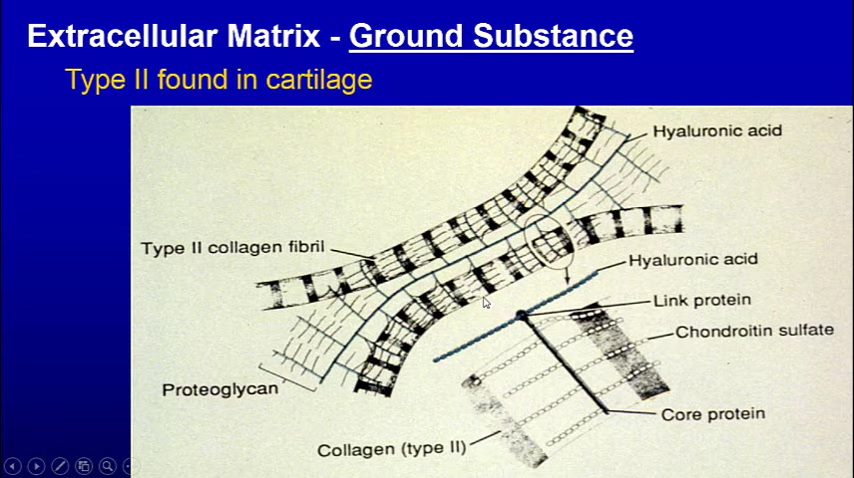 Extracellular Matrix - Ground Substance
Type II found in cartilage
Hyaluronic acid
Type II collagen fibril
Hyaluronic acid
Link protein
Chondroitin sulfate
Proteoglycan
Core protein
Collagen (type II)